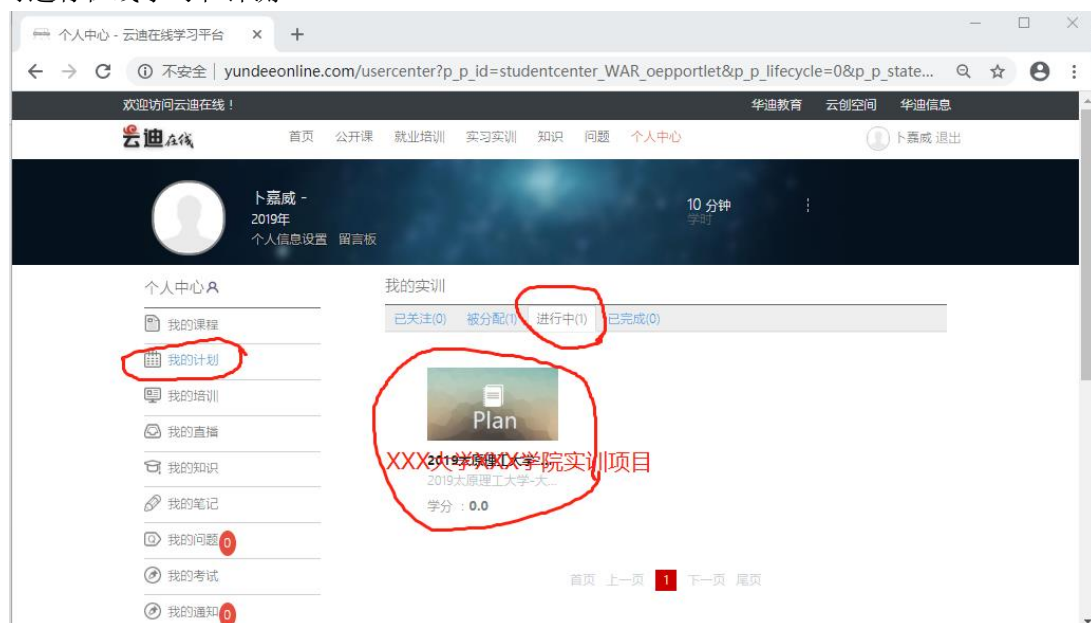 个人中心 - 云迪在线学习平台
不安全 | yundeeonline.com/usercenter?p_p_id=studentcenter_WAR_oepportlet&p_p_lifecycle=0&p_p_state...
欢迎访问云迪在线！ 华迪教育 云创空间 华迪信息
云迪在线 首页 公开课 就业培训 实习实训 知识 问题 个人中心 卜嘉威 退出
卜嘉威 -
2019年
个人信息设置 留言板
10 分钟
学时
个人中心
我的课程
我的计划
我的培训
我的直播
我的知识
我的笔记
我的问题 0
我的考试
我的通知 0
我的实训
已关注(0) 被分配(1) 进行中(1) 已完成(0)
Plan
XXX大学XXX学院实训项目
2019太原理工大学-大...
学分 : 0.0
首页 上一页 1 下一页 尾页